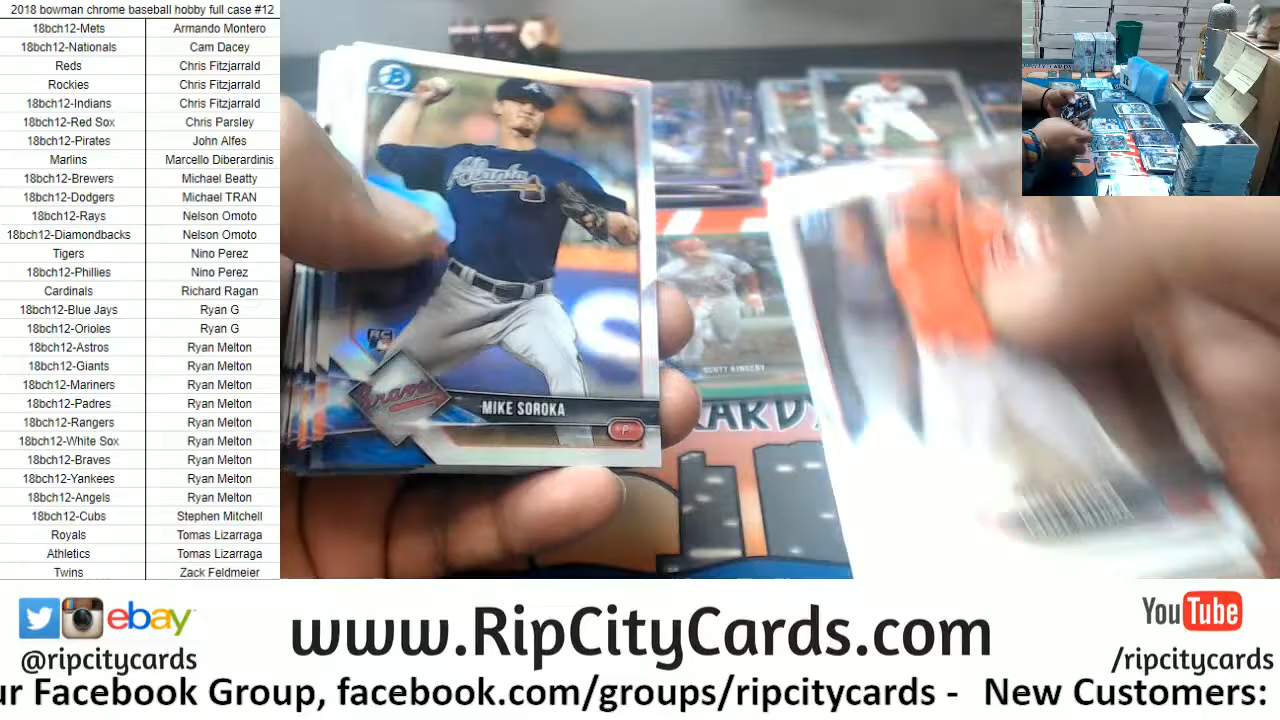 2018 bowman chrome baseball hobby full case #12
18bch12-Mets Armando Montero
18bch12-Nationals Cam Dacey
Reds Chris Fitzjarrald
Rockies Chris Fitzjarrald
18bch12-Indians Chris Fitzjarrald
18bch12-Red Sox Chris Parsley
18bch12-Pirates John Alfes
Marlins Marcello Diberardinis
18bch12-Brewers Michael Beatty
18bch12-Dodgers Michael TRAN
18bch12-Rays Nelson Omoto
18bch12-Diamondbacks Nelson Omoto
Tigers Nino Perez
18bch12-Phillies Nino Perez
Cardinals Richard Ragan
18bch12-Blue Jays Ryan G
18bch12-Orioles Ryan G
18bch12-Astros Ryan Melton
18bch12-Giants Ryan Melton
18bch12-Mariners Ryan Melton
18bch12-Padres Ryan Melton
18bch12-Rangers Ryan Melton
18bch12-White Sox Ryan Melton
18bch12-Braves Ryan Melton
18bch12-Yankees Ryan Melton
18bch12-Angels Ryan Melton
18bch12-Cubs Stephen Mitchell
Royals Tomas Lizarraga
Athletics Tomas Lizarraga
Twins Zack Feldmeier
B
Atlanta
RC
Braves
MIKE SOROKA
P
SCOTT KINGERY
CARDY
ebay
@ripcitycards
www.RipCityCards.com
YouTube
/ripcitycards
ur Facebook Group, facebook.com/groups/ripcitycards - New Customers: